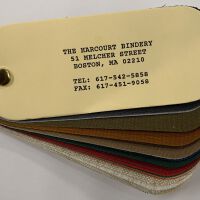 THE HARCOURT BINDERY
51 MELCHER STREET
BOSTON, MA 02210
TEL: 617-542-5858
FAX: 617-451-9058